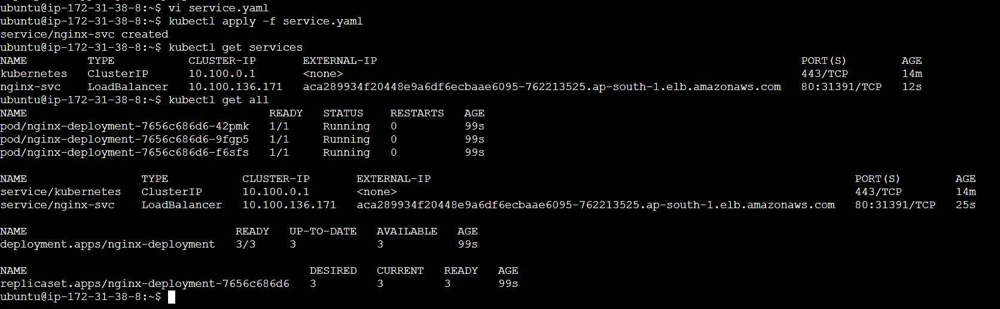 ubuntu@ip-172-31-38-8:~$ vi service.yaml
ubuntu@ip-172-31-38-8:~$ kubectl apply -f service.yaml
service/nginx-svc created
ubuntu@ip-172-31-38-8:~$ kubectl get services
NAME         TYPE           CLUSTER-IP       EXTERNAL-IP                                                                PORT(S)        AGE
kubernetes   ClusterIP      10.100.0.1       <none>                                                                     443/TCP        14m
nginx-svc    LoadBalancer   10.100.136.171   aca289934f20448e9a6df6ecbaae6095-762213525.ap-south-1.elb.amazonaws.com   80:31391/TCP   12s
ubuntu@ip-172-31-38-8:~$ kubectl get all
NAME                                    READY   STATUS    RESTARTS   AGE
pod/nginx-deployment-7656c686d6-42pmk   1/1     Running   0          99s
pod/nginx-deployment-7656c686d6-9fgp5   1/1     Running   0          99s
pod/nginx-deployment-7656c686d6-f6sfs   1/1     Running   0          99s
NAME                 TYPE           CLUSTER-IP       EXTERNAL-IP                                                                PORT(S)        AGE
service/kubernetes   ClusterIP      10.100.0.1       <none>                                                                     443/TCP        14m
service/nginx-svc    LoadBalancer   10.100.136.171   aca289934f20448e9a6df6ecbaae6095-762213525.ap-south-1.elb.amazonaws.com   80:31391/TCP   25s
NAME                               READY   UP-TO-DATE   AVAILABLE   AGE
deployment.apps/nginx-deployment   3/3     3            3           99s
NAME                                          DESIRED   CURRENT   READY   AGE
replicaset.apps/nginx-deployment-7656c686d6   3         3         3       99s
ubuntu@ip-172-31-38-8:~$